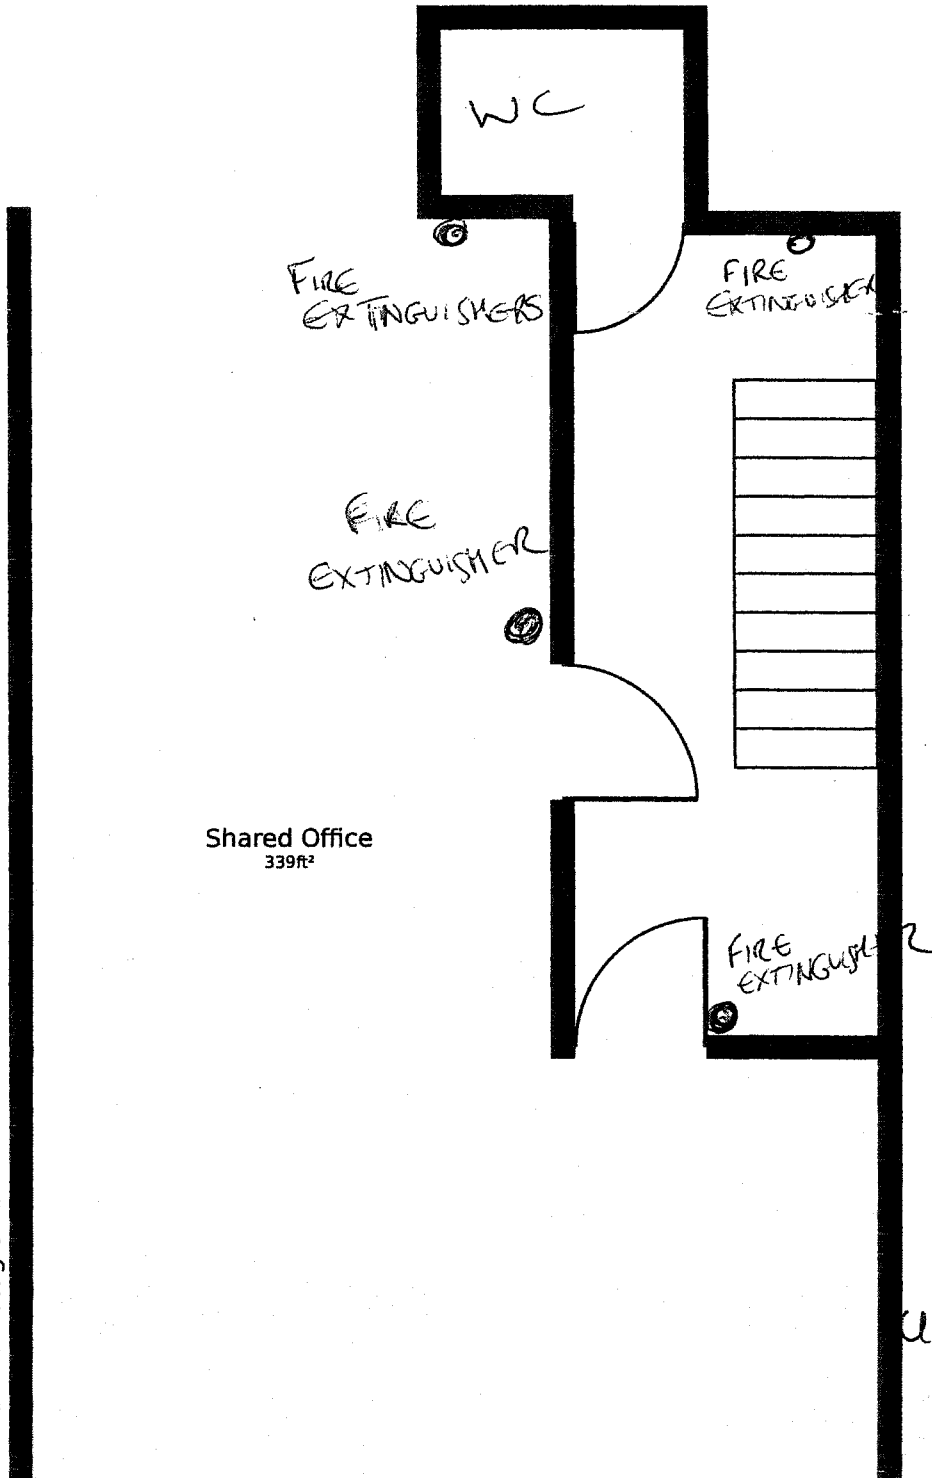 WC
FIRE
EXTINGUISHERS
FIRE
EXTINGUISHER
FIRE
EXTINGUISHER
Shared Office
339ft²
FIRE
EXTINGUISHER